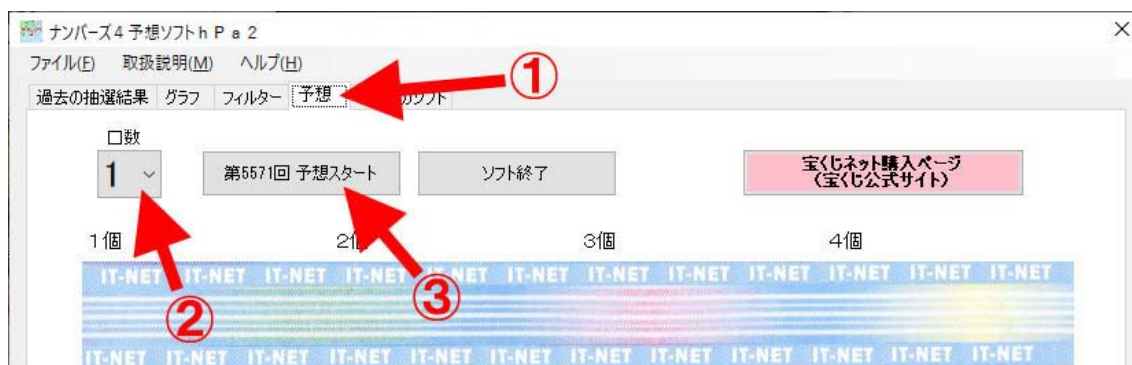 ナンバーズ4予想ソフトhPa2
ファイル(F) 取扱説明(M) ヘルプ(H)
①
過去の抽選結果 グラフ フィルター 予想 のソフト
口数
1 第5571回 予想スタート ソフト終了 宝くじネット購入ページ
(宝くじ公式サイト)
1個 2個 3個 4個
IT-NET IT-NET IT-NET IT-NET IT-NET IT-NET IT-NET IT-NET IT-NET IT-NET IT-NET IT-NET
② ③
IT-NET IT-NET IT-NET IT-NET IT-NET IT-NET IT-NET IT-NET IT-NET IT-NET IT-NET IT-NET